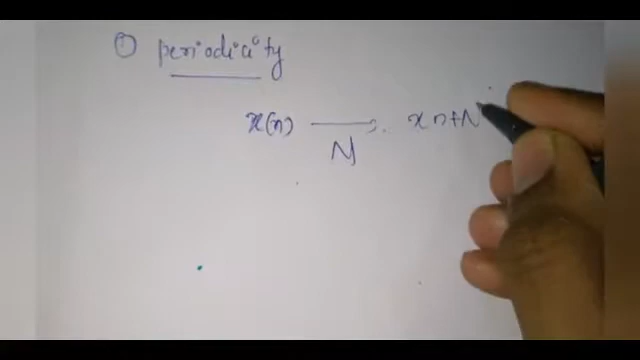 ① periodicity
x(n) → x n+N
N